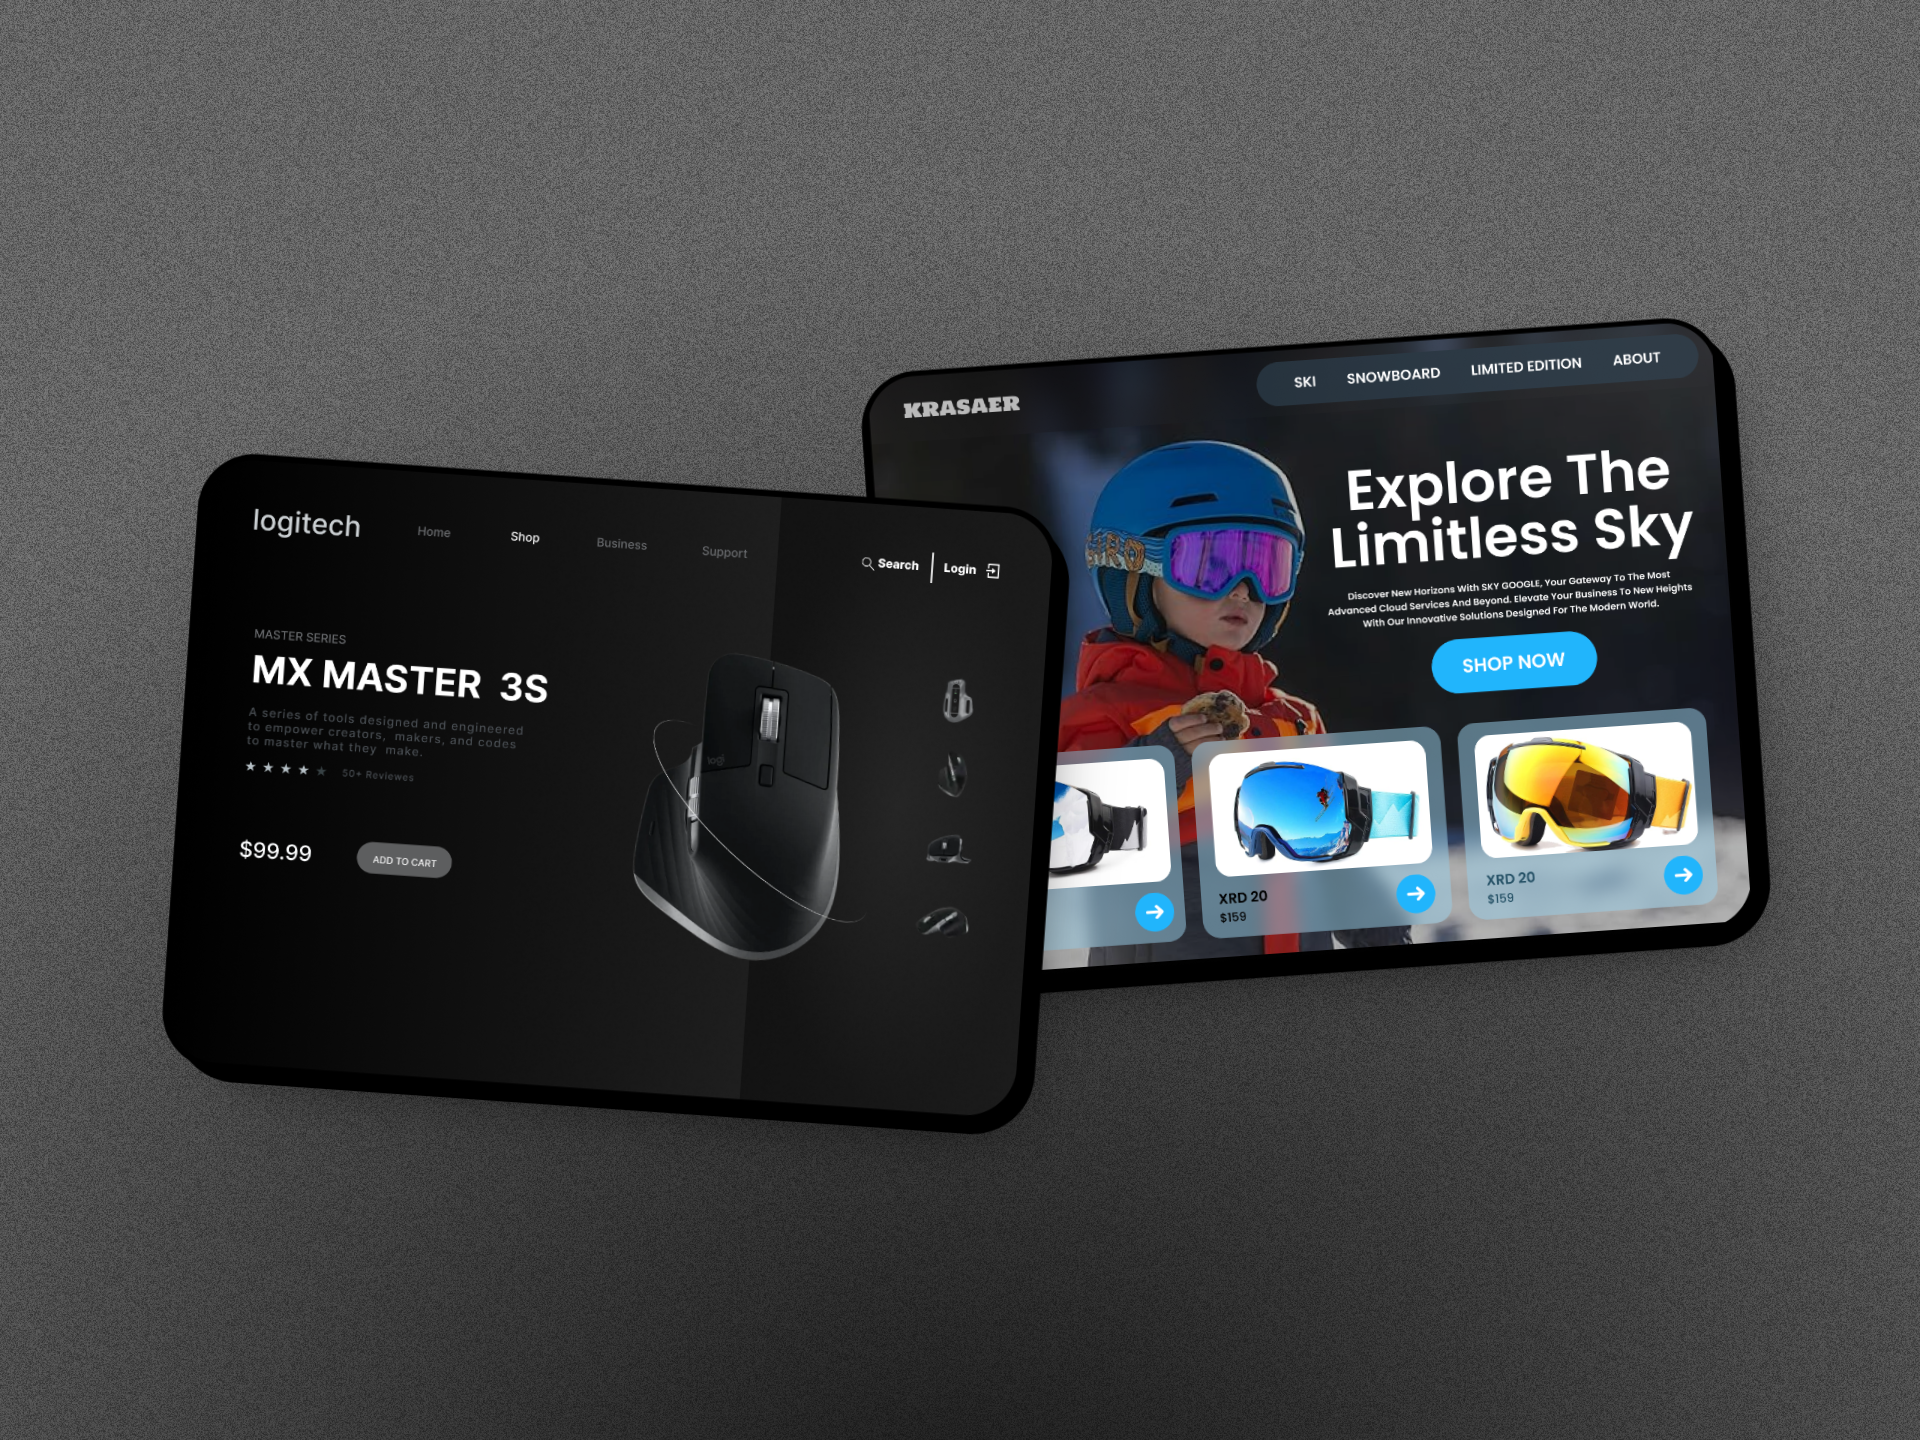 logitech
Home
Shop
Business
Support
Search
Login
MASTER SERIES
MX MASTER 3S
A series of tools designed and engineered
to empower creators, makers, and codes
to master what they make.
★ ★ ★ ★ ★ 50+ Reviewes
$99.99
ADD TO CART
logi
KRASAER
SKI
SNOWBOARD
LIMITED EDITION
ABOUT
Explore The
Limitless Sky
Discover New Horizons With SKY GOOGLE, Your Gateway To The Most
Advanced Cloud Services And Beyond. Elevate Your Business To New Heights
With Our Innovative Solutions Designed For The Modern World.
SHOP NOW
XRD 20
$159
XRD 20
$159